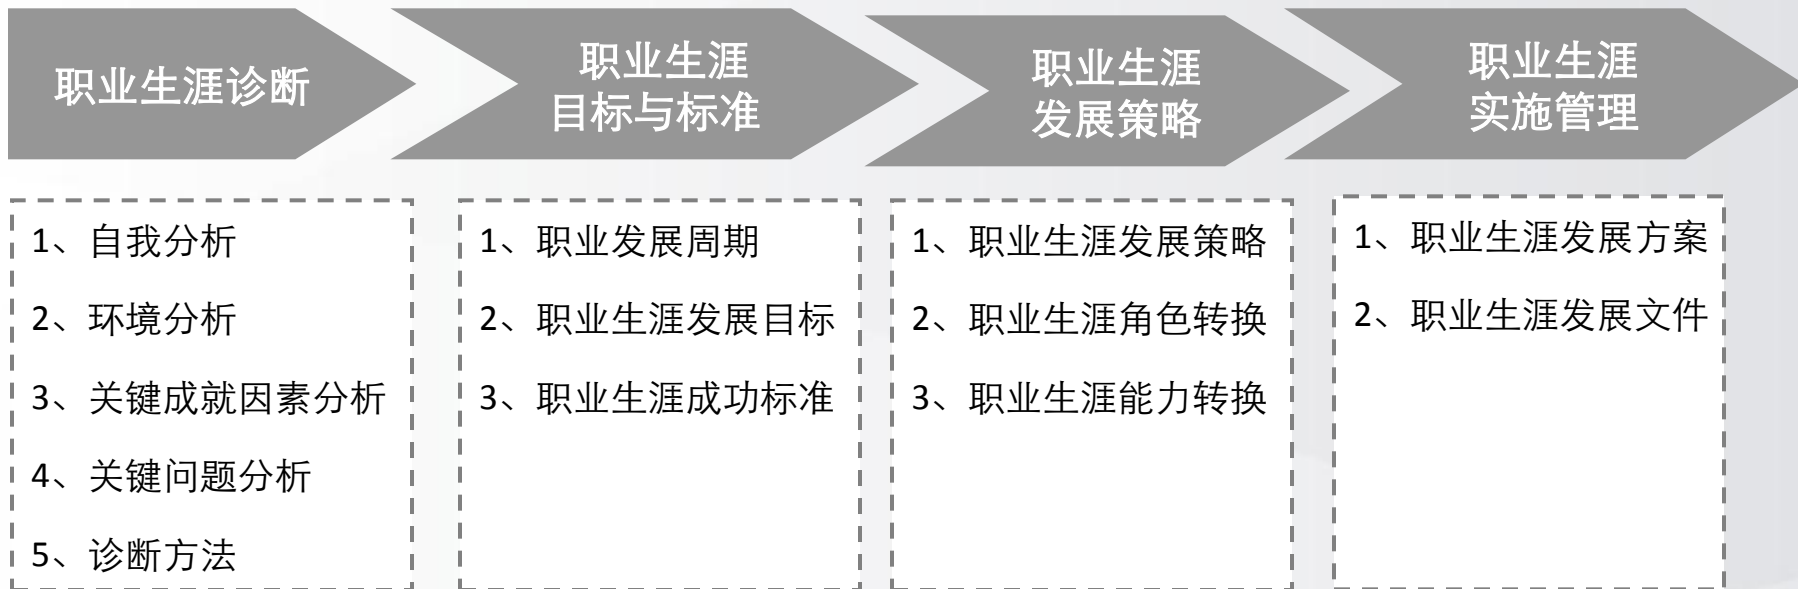 职业生涯诊断
职业生涯
目标与标准
职业生涯
发展策略
职业生涯
实施管理
1、自我分析
2、环境分析
3、关键成就因素分析
4、关键问题分析
5、诊断方法
1、职业发展周期
2、职业生涯发展目标
3、职业生涯成功标准
1、职业生涯发展策略
2、职业生涯角色转换
3、职业生涯能力转换
1、职业生涯发展方案
2、职业生涯发展文件